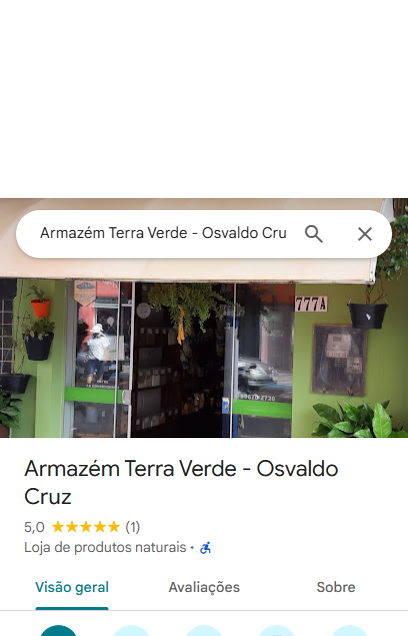 Armazém Terra Verde - Osvaldo Cru
777A
Armazém Terra Verde - Osvaldo
Cruz
5,0 (1)
Loja de produtos naturais ·
Visão geral Avaliações Sobre